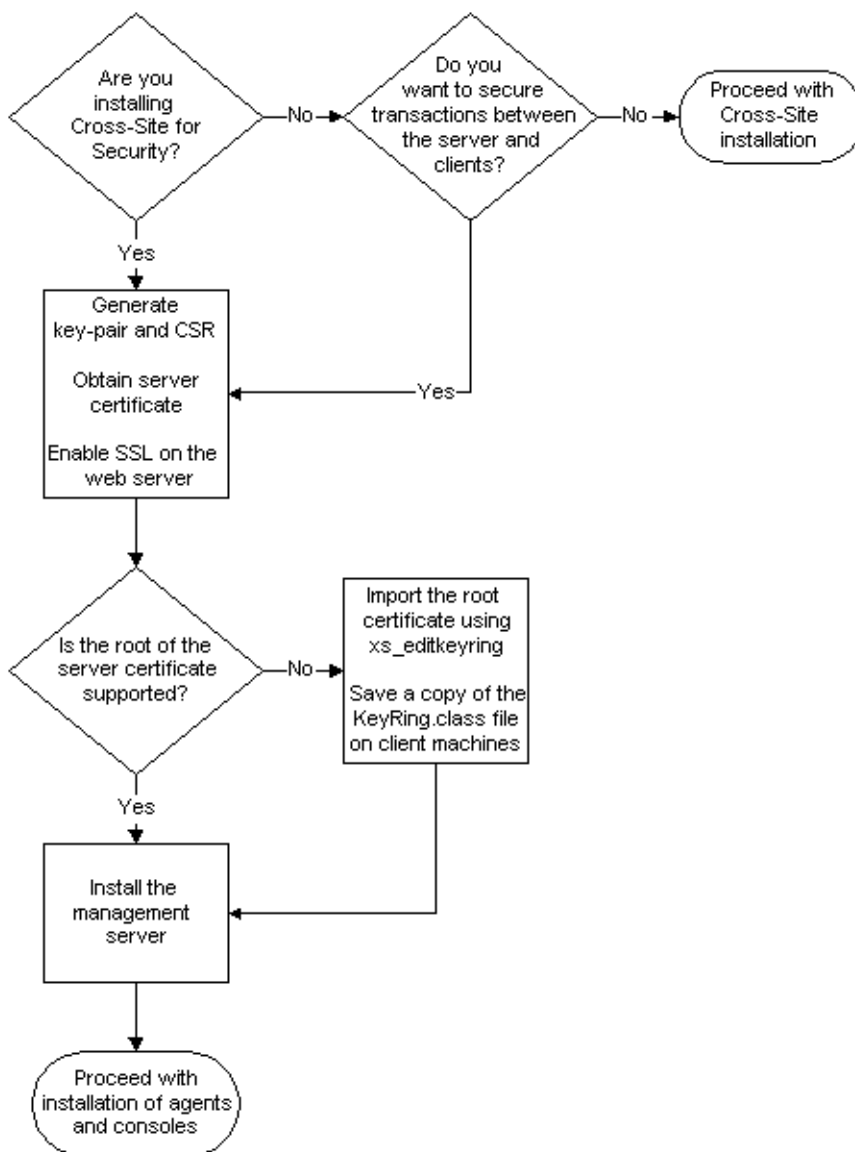 Are you
installing
Cross-Site for
Security?
No
Do you
want to secure
transactions between
the server and
clients?
No
Proceed with
Cross-Site
installation
Yes
Generate
key-pair and CSR
Obtain server
certificate
Enable SSL on the
web server
Yes
Is the root of the
server certificate
supported?
No
Import the root
certificate using
xs_editkeyring
Save a copy of the
KeyRing.class file
on client machines
Yes
Install the
management
server
Proceed with
installation of agents
and consoles